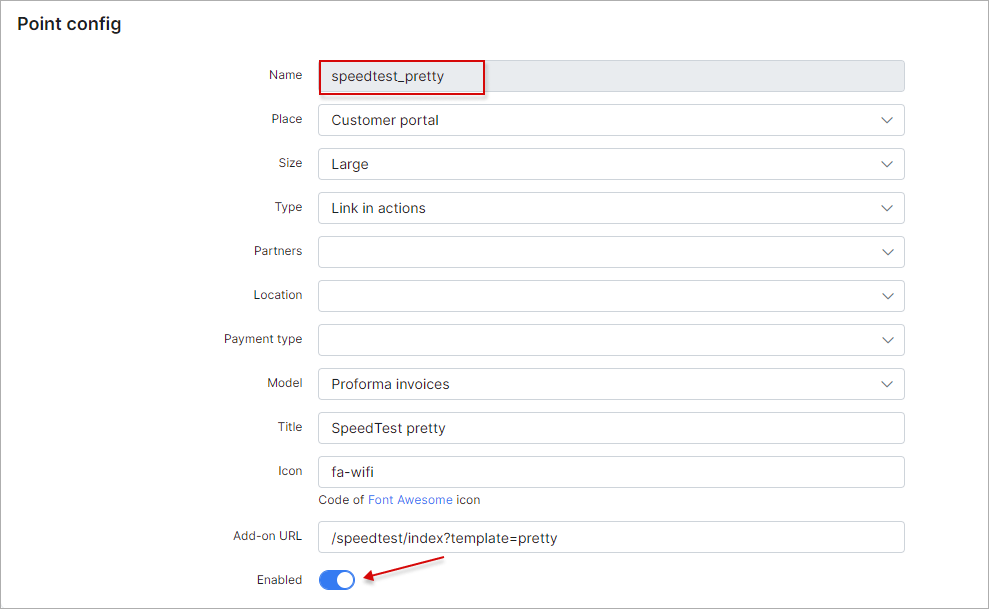 Point config
Name speedtest_pretty
Place Customer portal
Size Large
Type Link in actions
Partners
Location
Payment type
Model Proforma invoices
Title SpeedTest pretty
Icon fa-wifi
Code of Font Awesome icon
Add-on URL /speedtest/index?template=pretty
Enabled